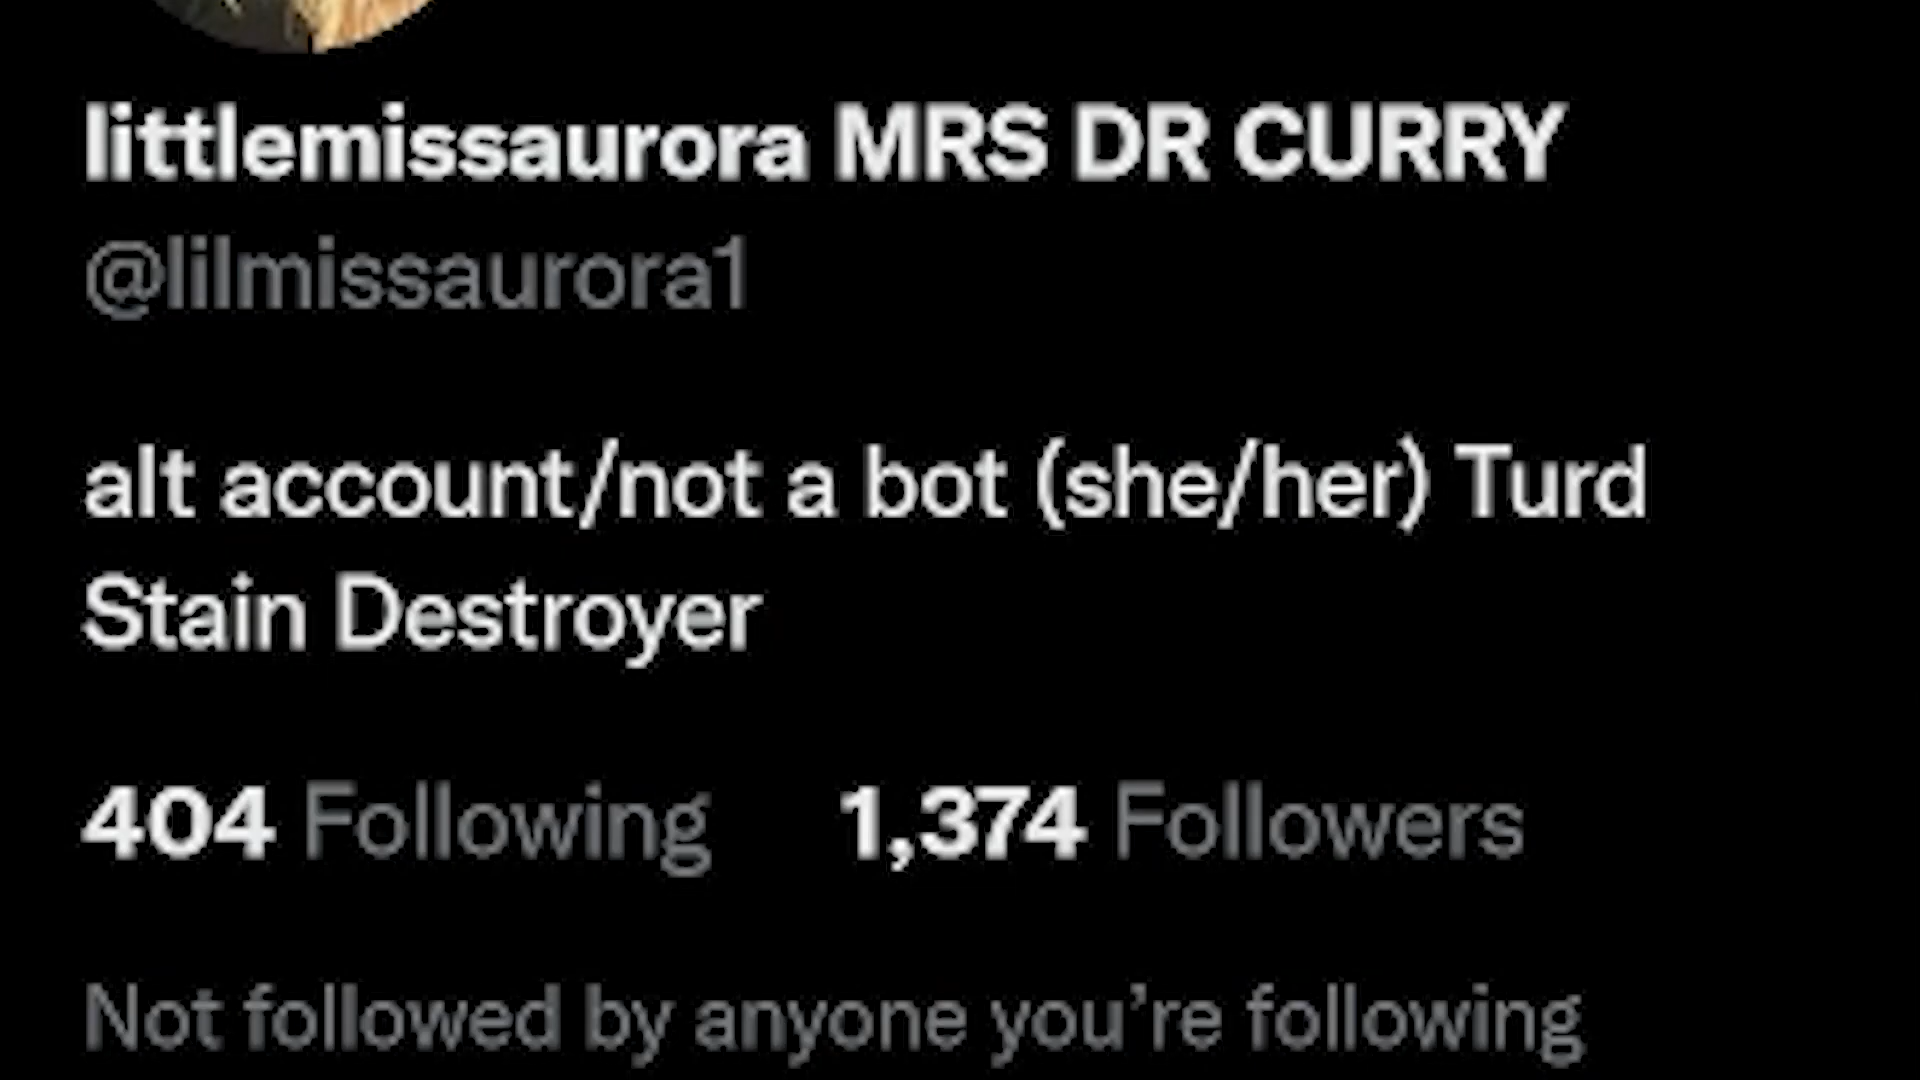 littlemissaurora MRS DR CURRY
@lilmissaurora1
alt account/not a bot (she/her) Turd
Stain Destroyer
404 Following 1,374 Followers
Not followed by anyone you’re following